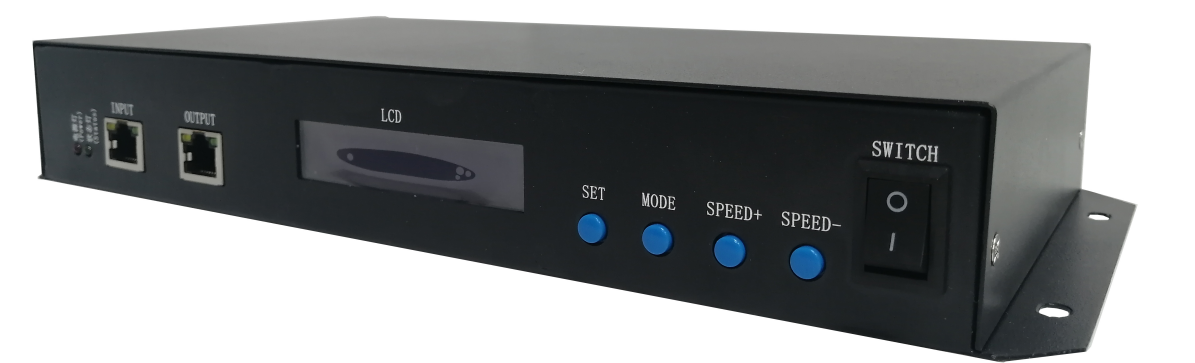 INPUT
OUTPUT
LCD
SET
MODE
SPEED+
SPEED-
SWITCH